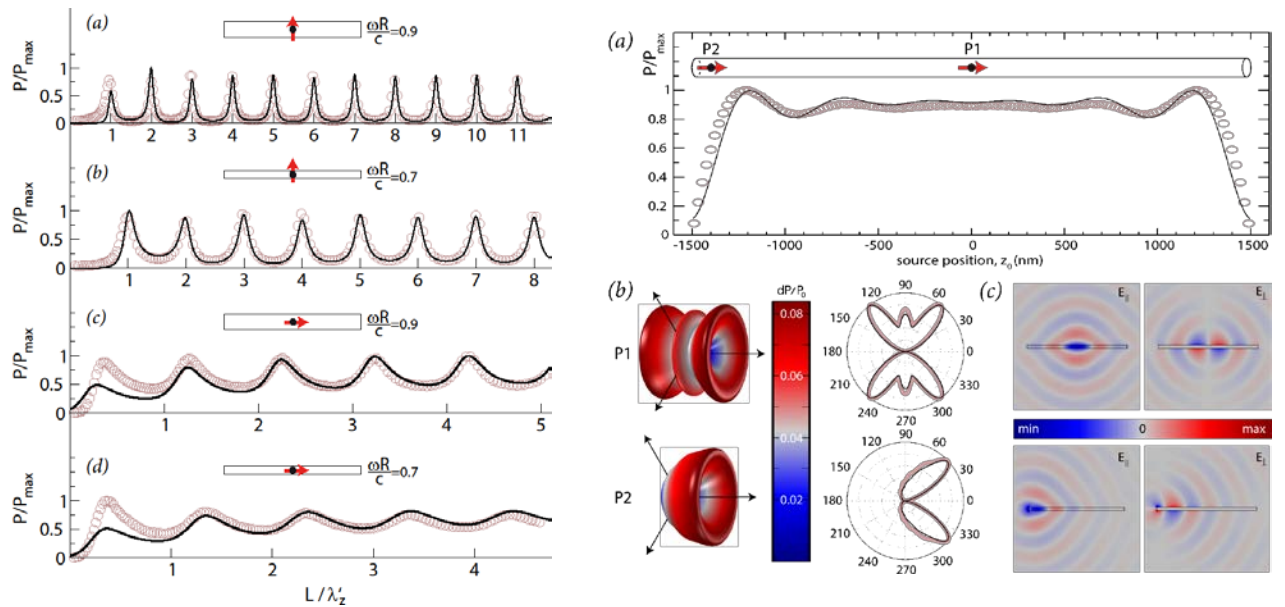 (a)
ωR/c =0.9
P/Pmax
1
0.5
0
1 2 3 4 5 6 7 8 9 10 11
(b)
ωR/c =0.7
P/Pmax
1
0.5
0
1 2 3 4 5 6 7 8
(c)
ωR/c =0.9
P/Pmax
1
0.5
0
1 2 3 4 5
(d)
ωR/c =0.7
P/Pmax
1
0.5
0
1 2 3 4
L / λ'z
(a)
P2 P1
P/Pmax
1
0.8
0.6
0.4
0.2
0
-1500 -1000 -500 0 500 1000 1500
source position, z0 (nm)
(b)
P1
P2
dP/P0
0.08
0.06
0.04
0.02
90
120 60
150 30
180 0
210 330
240 300
270
90
120 60
150 30
180 0
210 330
240 300
270
(c)
E∥ E⊥
min 0 max
E∥ E⊥